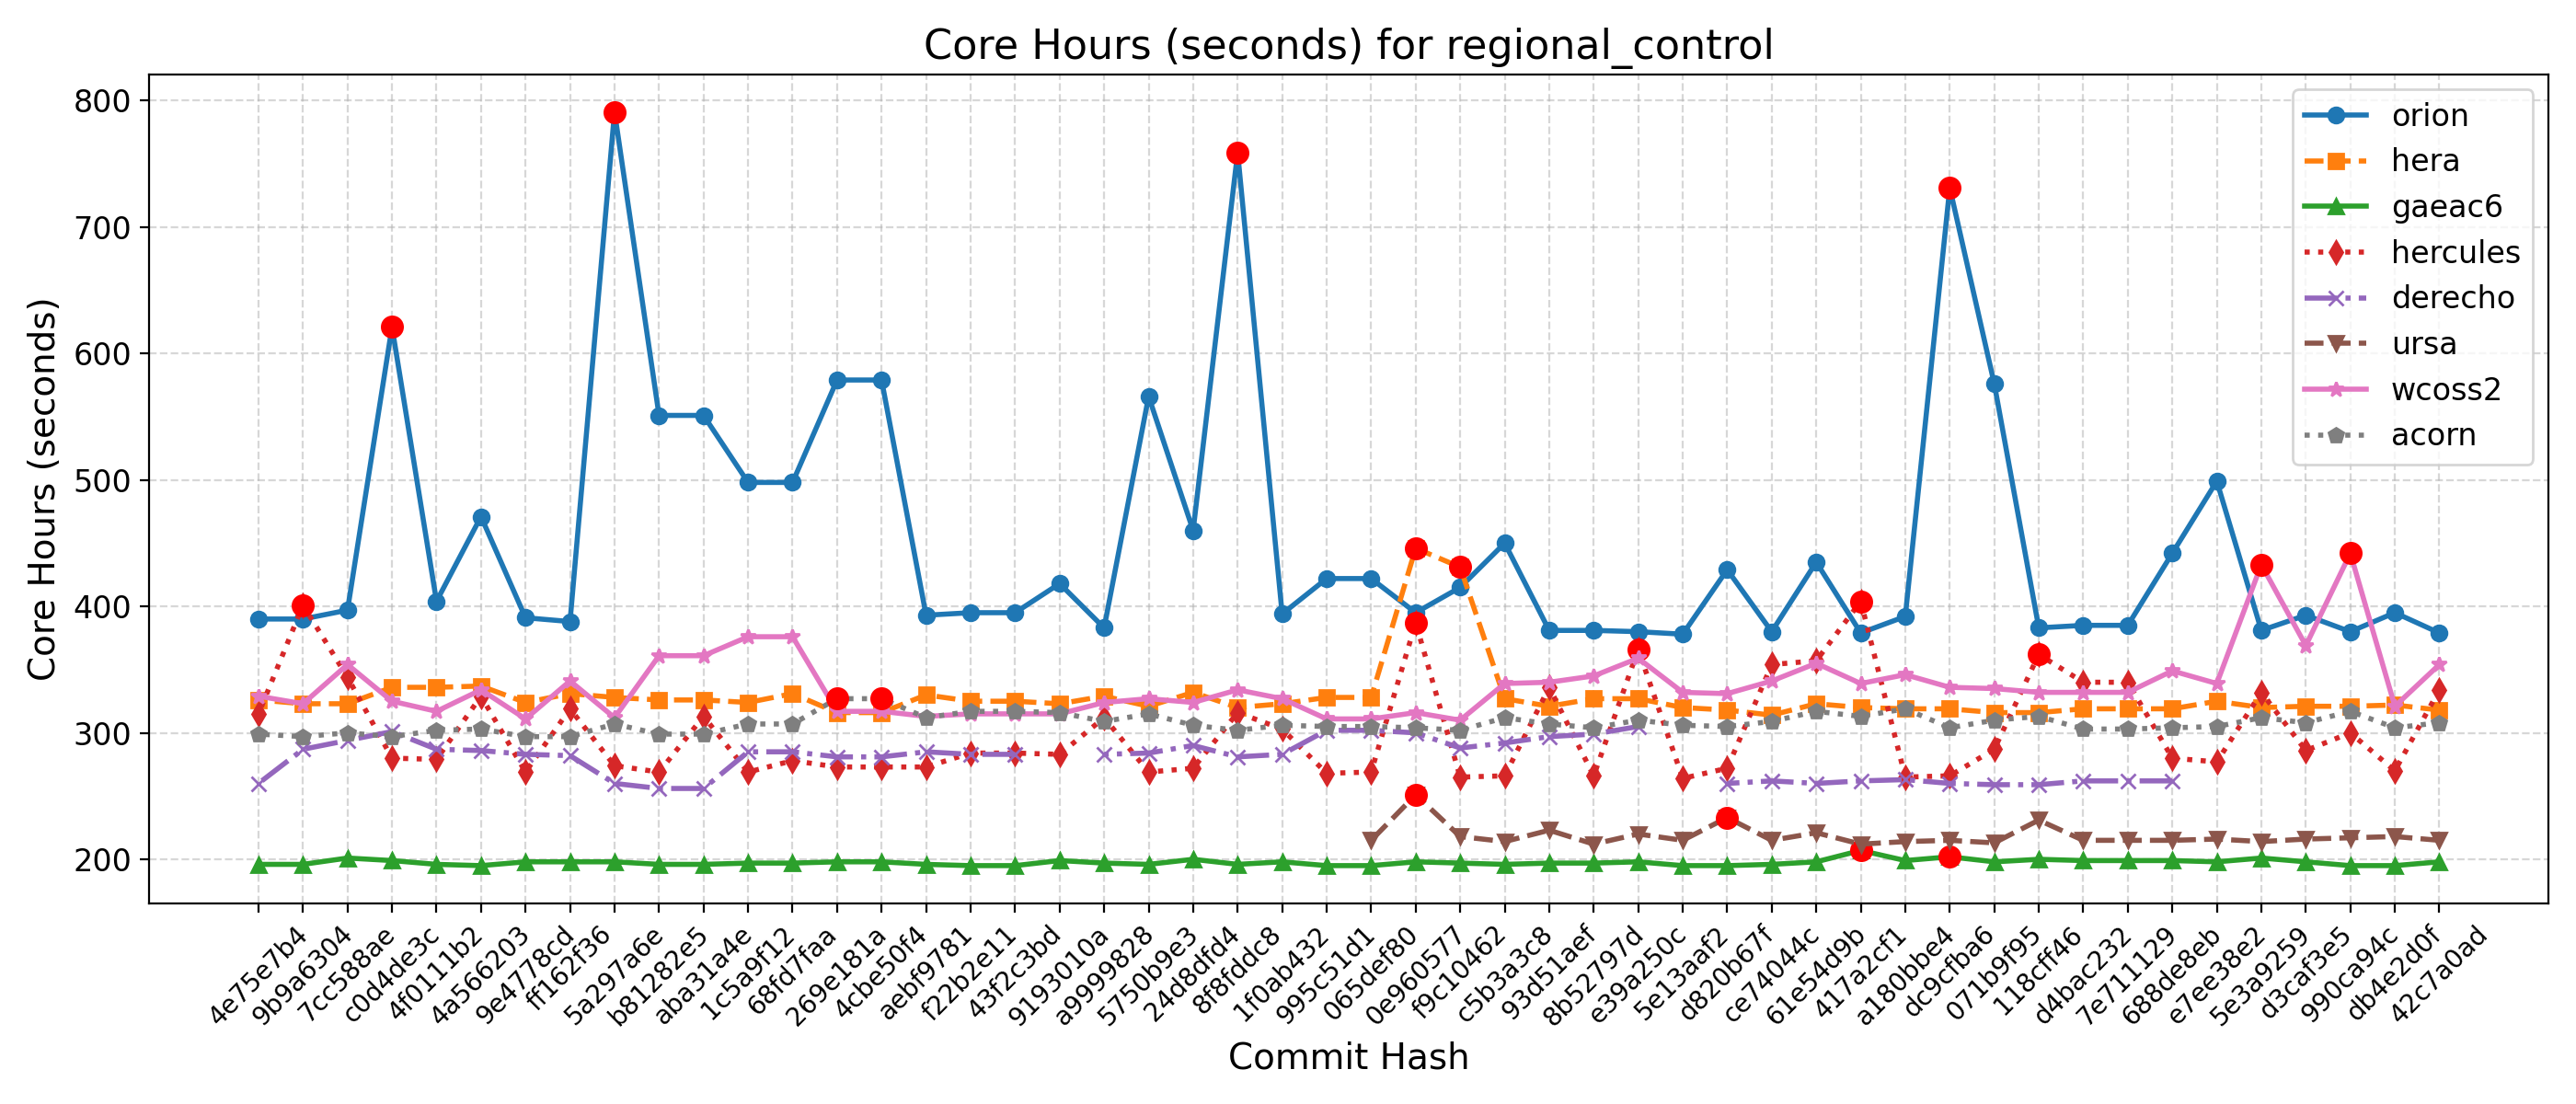 Core Hours (seconds) for regional_control
Core Hours (seconds)
800
700
600
500
400
300
200
orion
hera
gaeac6
hercules
derecho
ursa
wcoss2
acorn
4e75e7b4
9b9a6304
7cc588ae
c0d4de3c
4f0111b2
4a566203
9e4778cd
ff162f36
5a297a6e
b81282e5
aba31a4e
1c5a9f12
68fd7faa
269e181a
4cbe50f4
aebf9781
f22b2e11
43f2c3bd
9193010a
a9999828
5750b9e3
24d8dfd4
8f8fddc8
1f0ab432
995c51d1
065def80
0e960577
f9c10462
c5b3a3c8
93d51aef
8b52797d
e39a250c
5e13aaf2
d820b67f
ce74044c
61e54d9b
417a2cf1
a180bbe4
dc9cfba6
071b9f95
118cff46
d4bac232
7e711129
688de8eb
e7ee38e2
5e3a9259
d3caf3e5
990ca94c
db4e2d0f
42c7a0ad
Commit Hash